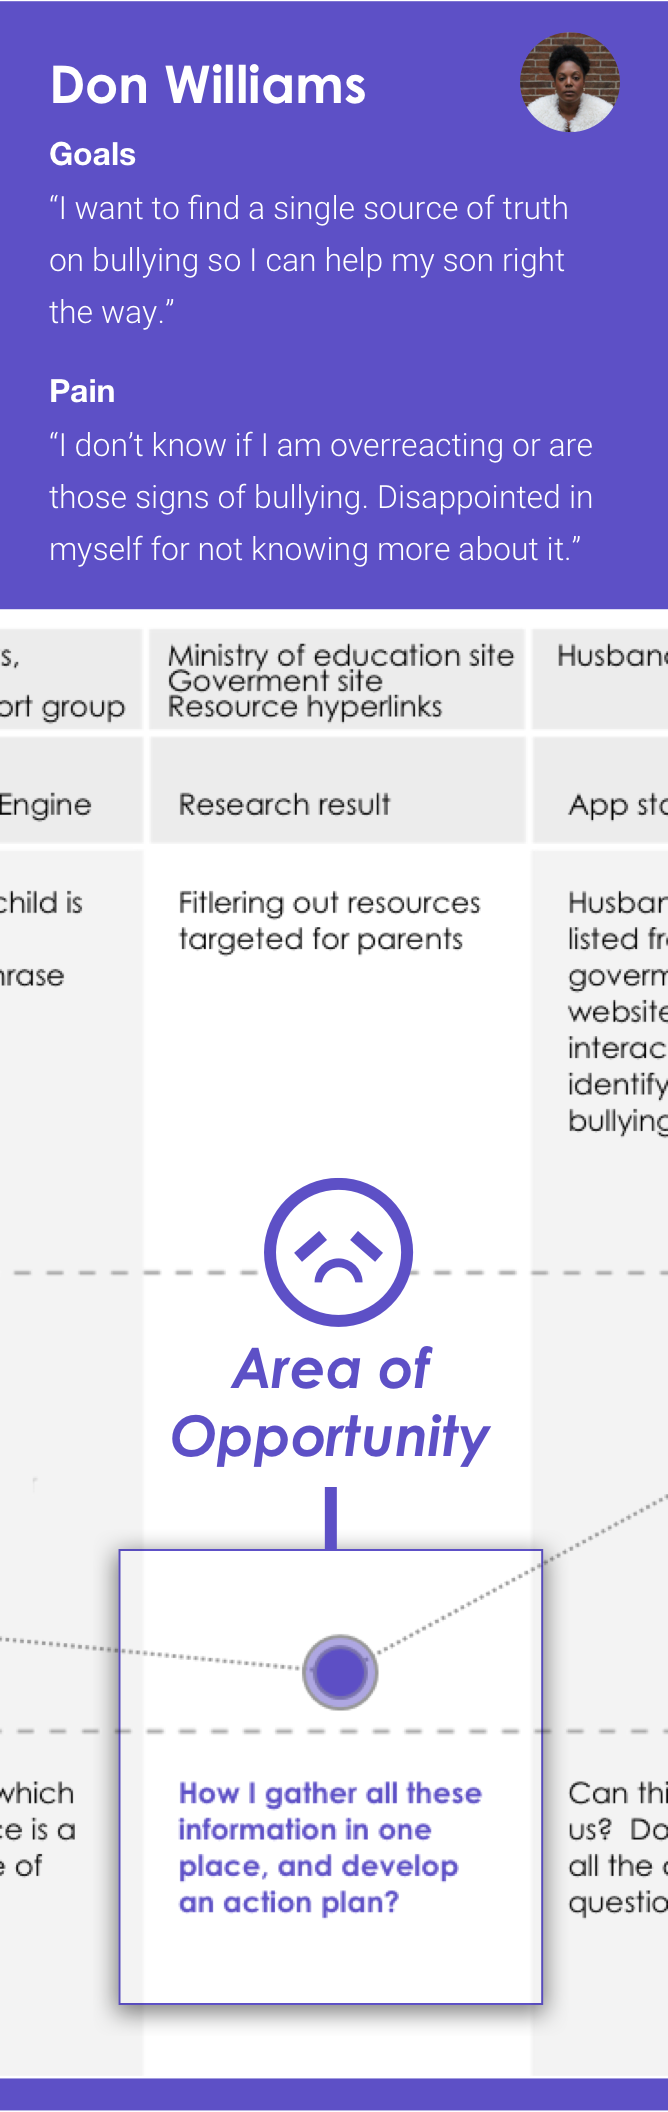 Don Williams
Goals
“I want to find a single source of truth
on bullying so I can help my son right
the way.”
Pain
“I don’t know if I am overreacting or are
those signs of bullying. Disappointed in
myself for not knowing more about it.”
s,
ort group
Ministry of education site
Goverment site
Resource hyperlinks
Engine
Research result
App sto
child is
Fitlering out resources
targeted for parents
listed fr
website
interac
identify
bullying
Area of
Opportunity
which
ce is a
e of
How I gather all these
information in one
place, and develop
an action plan?
Can thi
us? Do
all the
questio